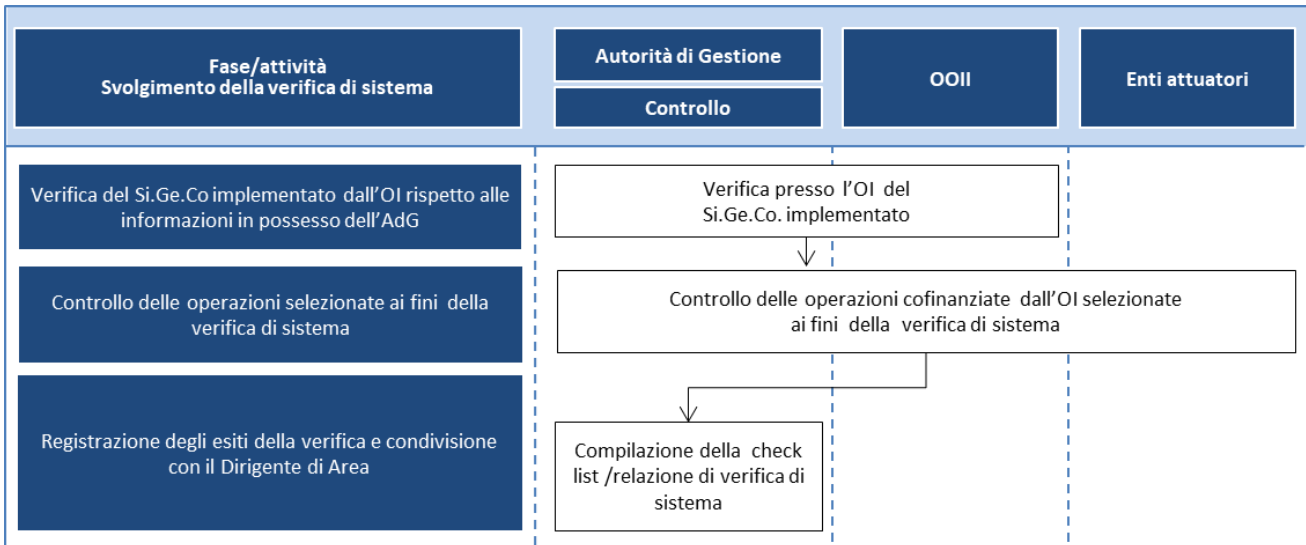 Fase/attività
Svolgimento della verifica di sistema
Autorità di Gestione
Controllo
OOII
Enti attuatori
Verifica del Si.Ge.Co implementato dall'OI rispetto alle
informazioni in possesso dell'AdG
Verifica presso l'OI del
Si.Ge.Co. implementato
Controllo delle operazioni selezionate ai fini della
verifica di sistema
Controllo delle operazioni cofinanziate dall'OI selezionate
ai fini della verifica di sistema
Registrazione degli esiti della verifica e condivisione
con il Dirigente di Area
Compilazione della check
list /relazione di verifica di
sistema